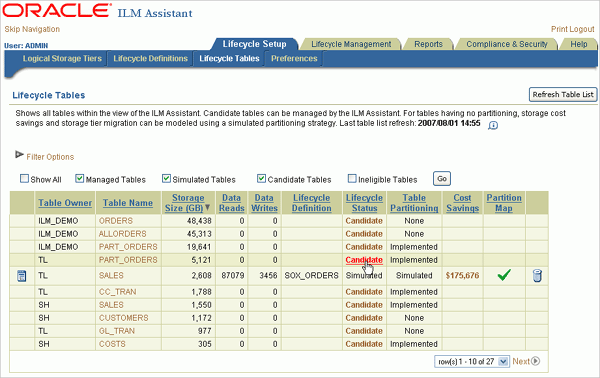 ORACLE ILM Assistant
Skip Navigation Print Logout
User: ADMIN
Lifecycle Setup Lifecycle Management Reports Compliance & Security Help
Logical Storage Tiers Lifecycle Definitions Lifecycle Tables Preferences
Lifecycle Tables Refresh Table List
Shows all tables within the view of the ILM Assistant. Candidate tables can be managed by the ILM Assistant. For tables having no partitioning, storage cost
savings and storage tier migration can be modeled using a simulated partitioning strategy. Last table list refresh: 2007/08/01 14:55
Filter Options
Show All Managed Tables Simulated Tables Candidate Tables Ineligible Tables Go
Table Owner Table Name Storage Size (GB) Data Reads Data Writes Lifecycle Definition Lifecycle Status Table Partitioning Cost Savings Partition Map
ILM_DEMO ORDERS 48,438 0 0 Candidate None
ILM_DEMO ALLORDERS 45,313 0 0 Candidate None
ILM_DEMO PART_ORDERS 19,641 0 0 Candidate Implemented
TL PART_ORDERS 5,121 0 0 Candidate Implemented
TL SALES 2,608 87079 3456 SOX_ORDERS Simulated Simulated $175,676
TL CC_TRAN 1,788 0 0 Candidate Implemented
SH SALES 1,550 0 0 Candidate Implemented
SH CUSTOMERS 1,172 0 0 Candidate None
TL GL_TRAN 977 0 0 Candidate None
SH COSTS 305 0 0 Candidate Implemented
row(s) 1 - 10 of 27 Next